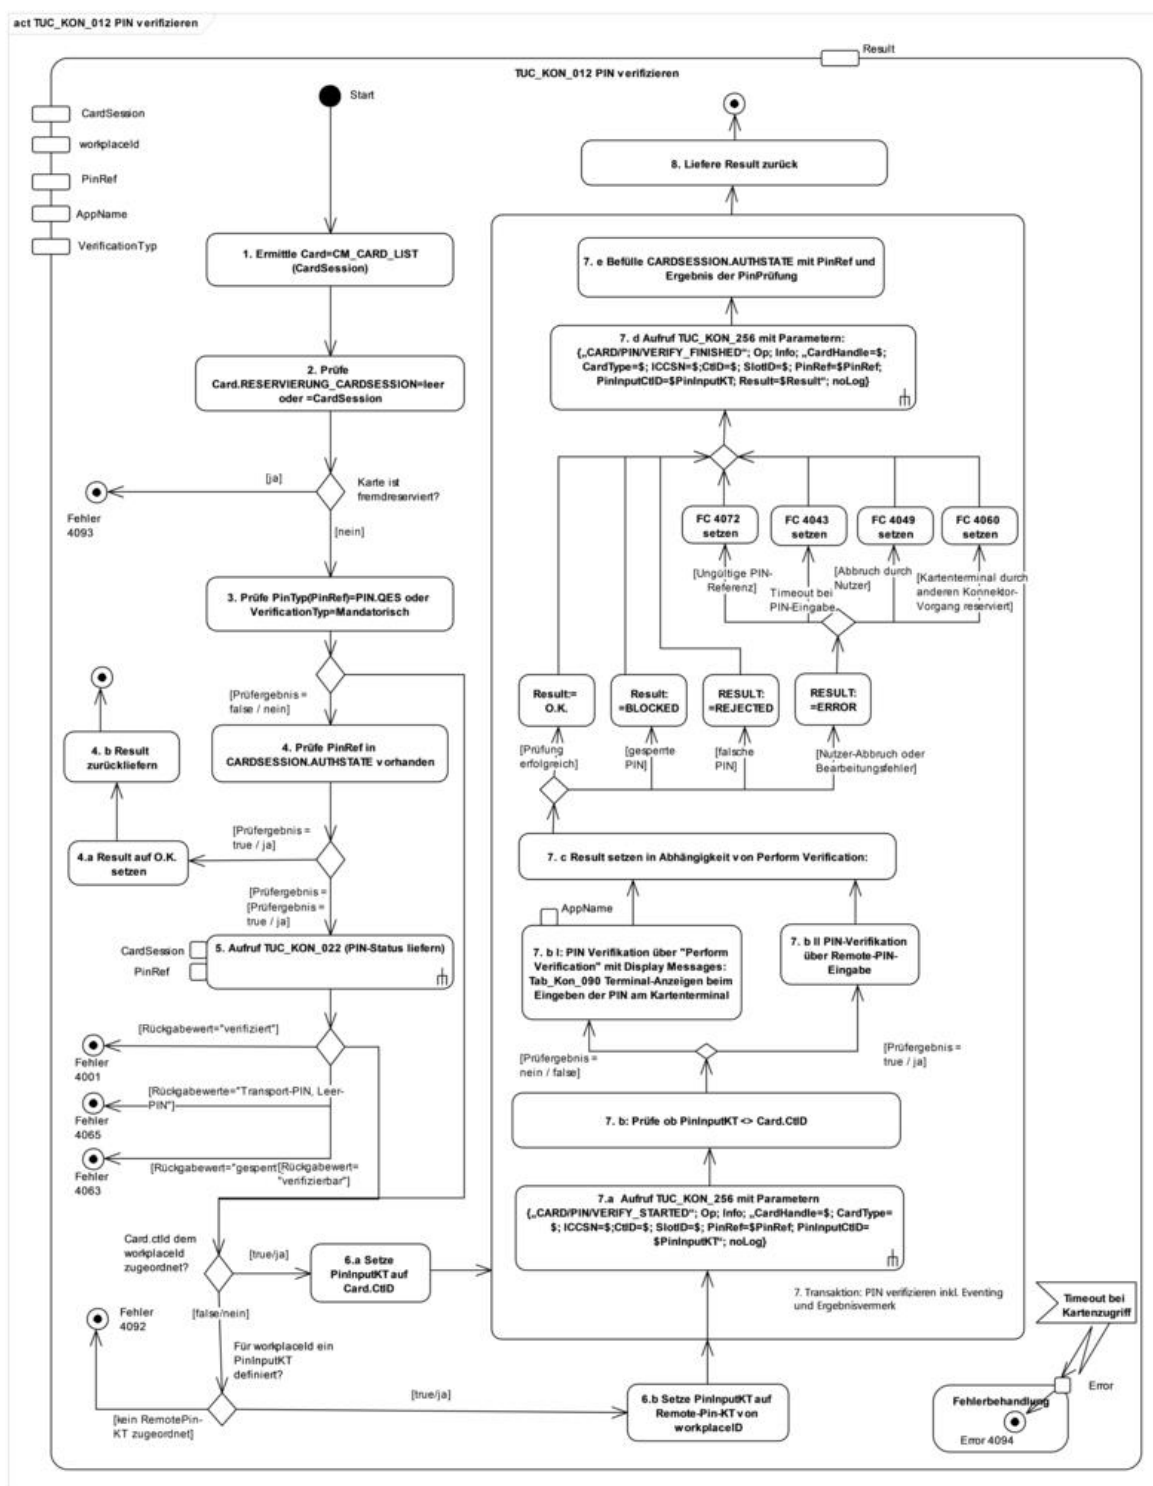 act TUC_KON_012 PIN verifizieren
Result
TUC_KON_012 PIN verifizieren
CardSession
workplaceId
PinRef
AppName
VerificationTyp
Start
1. Ermittle Card=CM_CARD_LIST
(CardSession)
2. Prüfe
Card.RESERVIERUNG_CARDSESSION=leer
oder =CardSession
[ja]
Karte ist
fremdreserviert?
Fehler
4093
[nein]
3. Prüfe PinTyp(PinRef)=PIN.QES oder
VerificationTyp=Mandatorisch
[Prüfergebnis =
false / nein]
4. b Result
zurückliefern
4. Prüfe PinRef in
CARDSESSION.AUTHSTATE vorhanden
[Prüfergebnis =
true / ja]
4.a Result auf O.K.
setzen
[Prüfergebnis =
[Prüfergebnis =
true / ja]
CardSession
PinRef
5. Aufruf TUC_KON_022 (PIN-Status liefern)
[Rückgabewert="verifiziert"]
Fehler
4001
[Rückgabewerte="Transport-PIN, Leer-
PIN"]
Fehler
4065
[Rückgabewert="gesperrt
[Rückgabewert=
"verifizierbar"]
Fehler
4063
Card.ctId dem
workplaceId
zugeordnet?
[true/ja]
6.a Setze
PinInputKT auf
Card.CtID
[false/nein]
Fehler
4092
Für workplaceId ein
PinInputKT
definiert?
[true/ja]
[kein RemotePin-
KT zugeordnet]
6.b Setze PinInputKT auf
Remote-Pin-KT von
workplaceID
8. Liefere Result zurück
7. e Befülle CARDSESSION.AUTHSTATE mit PinRef und
Ergebnis der PinPrüfung
7. d Aufruf TUC_KON_256 mit Parametern:
{„CARD/PIN/VERIFY_FINISHED“; Op; Info; „CardHandle=$;
CardType=$; ICCSN=$;CtID=$; SlotID=$; PinRef=$PinRef;
PinInputCtID=$PinInputKT; Result=$Result“; noLog}
FC 4072
setzen
FC 4043
setzen
FC 4049
setzen
FC 4060
setzen
[Ungültige PIN-
Referenz]
Timeout bei
PIN-Eingabe
[Abbruch durch
Nutzer]
[Kartenterminal durch
anderen Konnektor-
Vorgang reserviert]
Result:=
O.K.
Result:
=BLOCKED
RESULT:
=REJECTED
RESULT:
=ERROR
[Prüfung
erfolgreich]
[gesperrte
PIN]
[falsche
PIN]
[Nutzer-Abbruch oder
Bearbeitungsfehler]
7. c Result setzen in Abhängigkeit von Perform Verification:
AppName
7. b I: PIN Verifikation über "Perform
Verification" mit Display Messages:
Tab_Kon_090 Terminal-Anzeigen beim
Eingeben der PIN am Kartenterminal
7. b II PIN-Verifikation
über Remote-PIN-
Eingabe
[Prüfergebnis =
nein / false]
[Prüfergebnis =
true / ja]
7. b: Prüfe ob PinInputKT <> Card.CtID
7.a Aufruf TUC_KON_256 mit Parametern
{„CARD/PIN/VERIFY_STARTED“; Op; Info; „CardHandle=$; CardType=
$; ICCSN=$;CtID=$; SlotID=$; PinRef=$PinRef; PinInputCtID=
$PinInputKT“; noLog}
7. Transaktion: PIN verifizieren inkl. Eventing
und Ergebnisvermerk
Timeout bei
Kartenzugriff
Error
Fehlerbehandlung
Error 4094